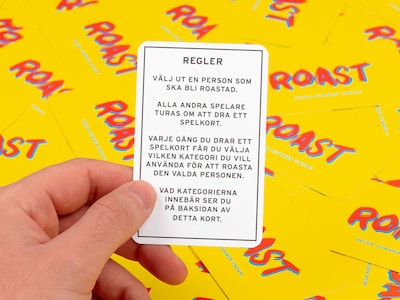 REGLER
VÄLJ UT EN PERSON SOM
SKA BLI ROASTAD.
ALLA ANDRA SPELARE
TURAS OM ATT DRA ETT
SPELKORT.
VARJE GÅNG DU DRAR ETT
SPELKORT FÅR DU VÄLJA
VILKEN KATEGORI DU VILL
ANVÄNDA FÖR ATT ROASTA
DEN VALDA PERSONEN.
VAD KATEGORIERNA
INNEBÄR SER DU
PÅ BAKSIDAN AV
DETTA KORT.
ROAST
ROAST
ROAST
ROAST
ROAST